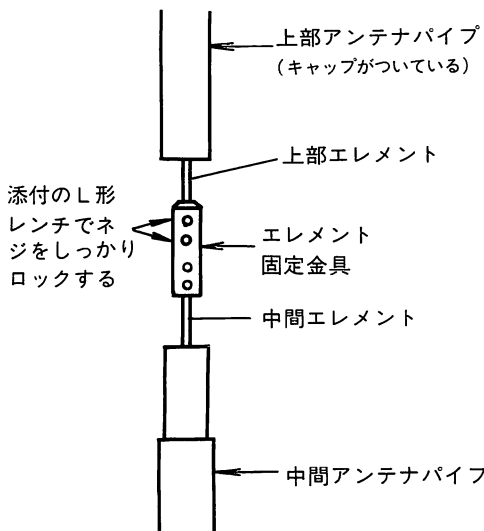 上部アンテナパイプ
(キャップがついている)
上部エレメント
添付のL形
レンチでネ
ジをしっかり
ロックする
エレメント
固定金具
中間エレメント
中間アンテナパイプ